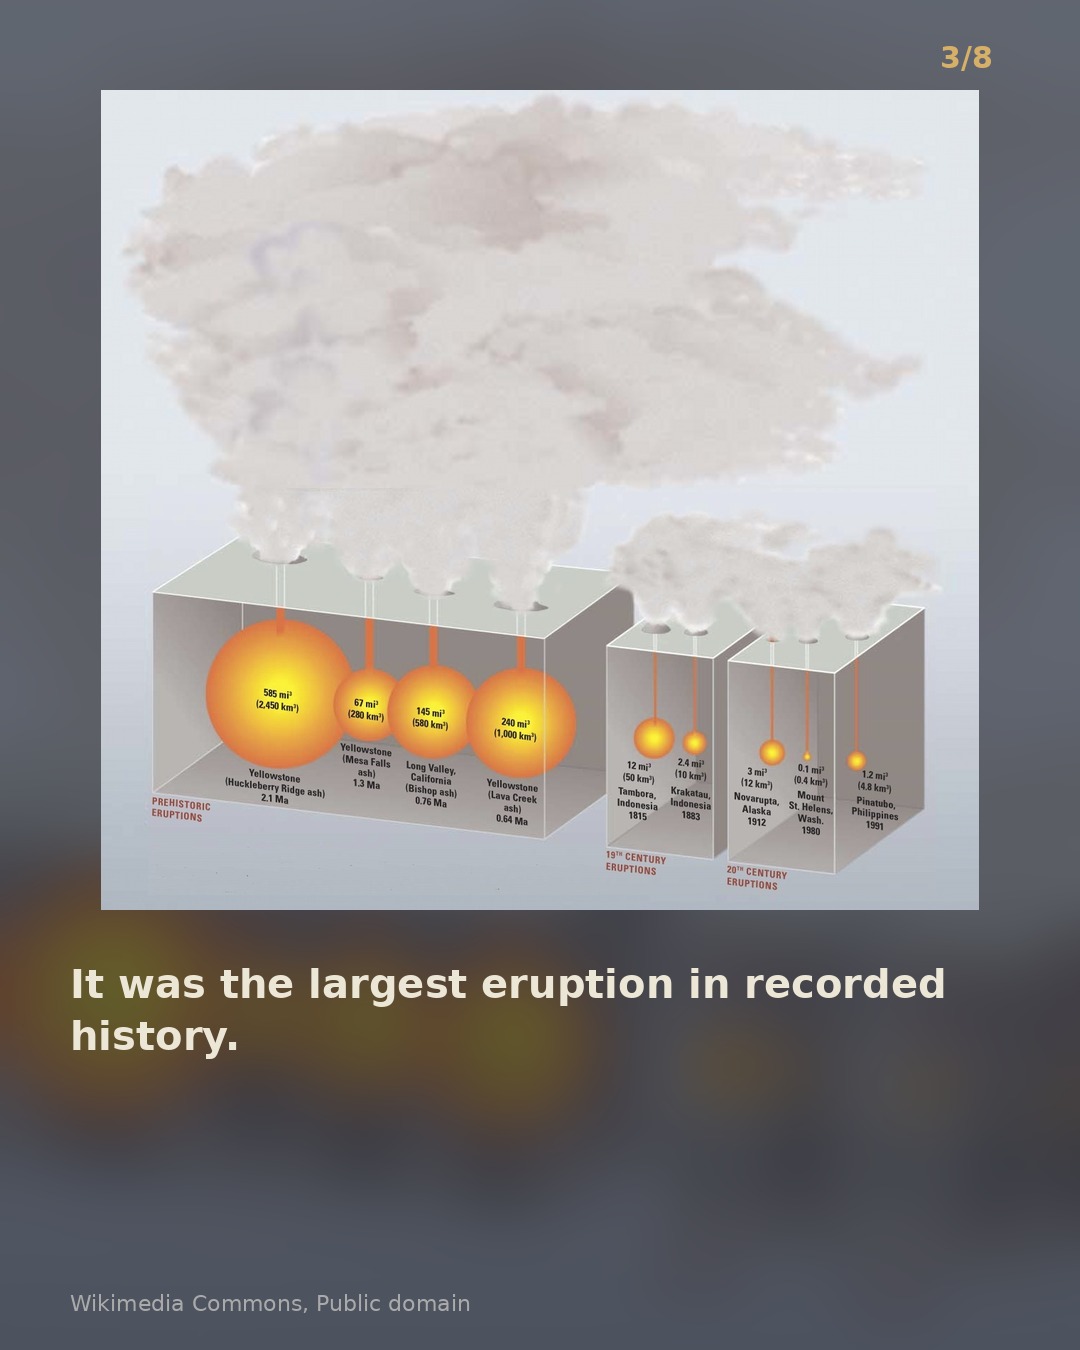 3/8
585 mi³
(2,450 km³)
67 mi³
(280 km³)
145 mi³
(580 km³)
240 mi³
(1,000 km³)
Yellowstone
(Huckleberry Ridge ash)
2.1 Ma
Yellowstone
(Mesa Falls
ash)
1.3 Ma
Long Valley,
California
(Bishop ash)
0.76 Ma
Yellowstone
(Lava Creek
ash)
0.64 Ma
PREHISTORIC
ERUPTIONS
12 mi³
(50 km³)
Tambora,
Indonesia
1815
2.4 mi³
(10 km³)
Krakatau,
Indonesia
1883
19TH CENTURY
ERUPTIONS
3 mi³
(12 km³)
Novarupta,
Alaska
1912
0.1 mi³
(0.4 km³)
Mount
St. Helens,
Wash.
1980
1.2 mi³
(4.8 km³)
Pinatubo,
Philippines
1991
20TH CENTURY
ERUPTIONS
It was the largest eruption in recorded
history.
Wikimedia Commons, Public domain